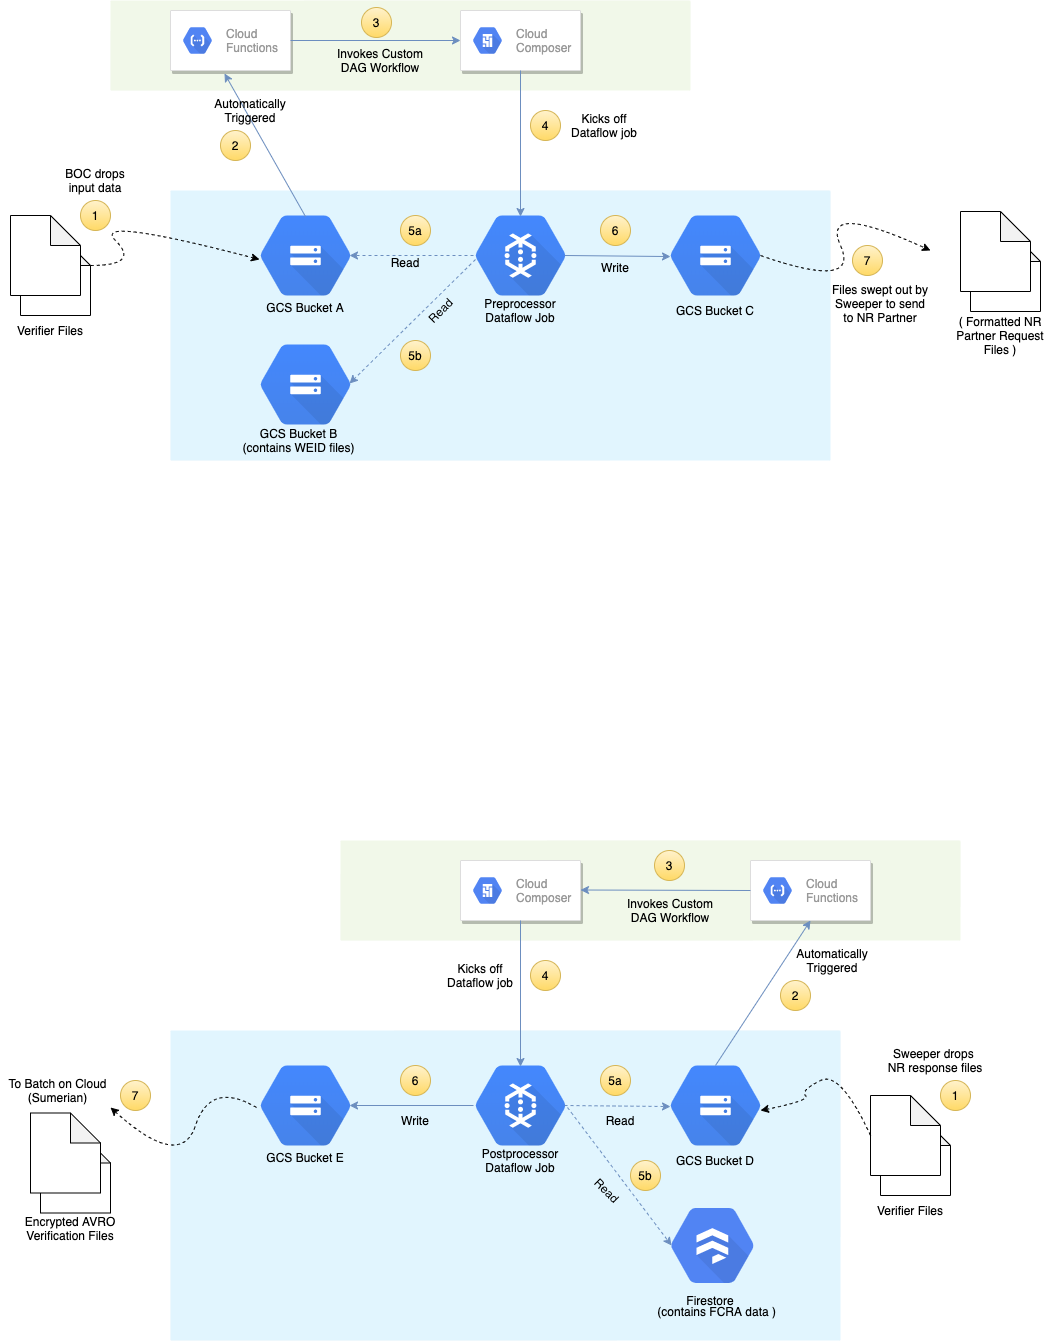 3
Cloud
Functions
Invokes Custom
DAG Workflow
Cloud
Composer
Automatically
Triggered
2
4
Kicks off
Dataflow job
BOC drops
input data
1
Verifier Files
GCS Bucket A
5a
Read
Preprocessor
Dataflow Job
6
Write
GCS Bucket C
7
Files swept out by
Sweeper to send
to NR Partner
( Formatted NR
Partner Request
Files )
Read
5b
GCS Bucket B
(contains WEID files)
3
Cloud
Composer
Invokes Custom
DAG Workflow
Cloud
Functions
Kicks off
Dataflow job
4
Automatically
Triggered
2
Sweeper drops
NR response files
1
Verifier Files
To Batch on Cloud
(Sumerian)
7
Encrypted AVRO
Verification Files
GCS Bucket E
6
Write
Postprocessor
Dataflow Job
5a
Read
GCS Bucket D
5b
Read
Firestore
(contains FCRA data )